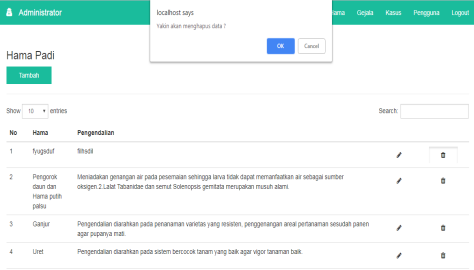 Administrator
localhost says
Yakin akan menghapus data ?
OK
Cancel
Gejala
Kasus
Pengguna
Logout
Hama Padi
Tambah
Show 10 entries
Search:
No
Hama
Pengendalian
1
fyugsduf
filhsdil
2
Pengorok daun dan Hama putih palsu
Meniadakan genangan air pada pesemaian sehingga larva tidak dapat memanfaatkan air sebagai sumber
oksigen.2.Lalat Tabanidae dan semut Solenopsis gemitata merupakan musuh alami.
3
Ganjur
Pengendalian diarahkan pada penanaman varietas yang resisten, penggenangan areal pertanaman sesudah panen
agar pupanya mati.
4
Uret
Pengendalian diarahkan pada sistem bercocok tanam yang baik agar vigor tanaman baik.